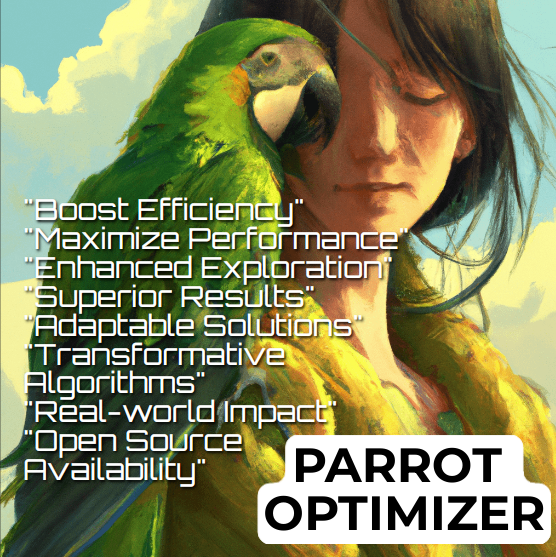 "Boost Efficiency"
"Maximize Performance"
"Enhanced Exploration"
"Superior Results"
"Adaptable Solutions"
"Transformative
Algorithms"
"Real-world Impact"
"Open Source
Availability"
PARROT
OPTIMIZER